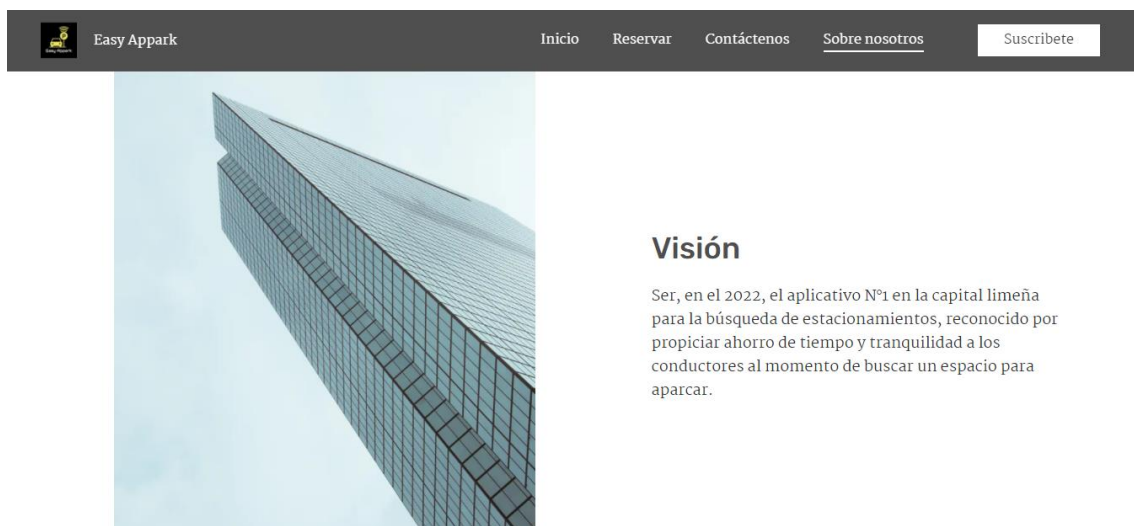 Easy Appark
Easy Appark
Inicio
Reservar
Contáctenos
Sobre nosotros
Suscribete
Visión
Ser, en el 2022, el aplicativo N°1 en la capital limeña
para la búsqueda de estacionamientos, reconocido por
propiciar ahorro de tiempo y tranquilidad a los
conductores al momento de buscar un espacio para
aparcar.